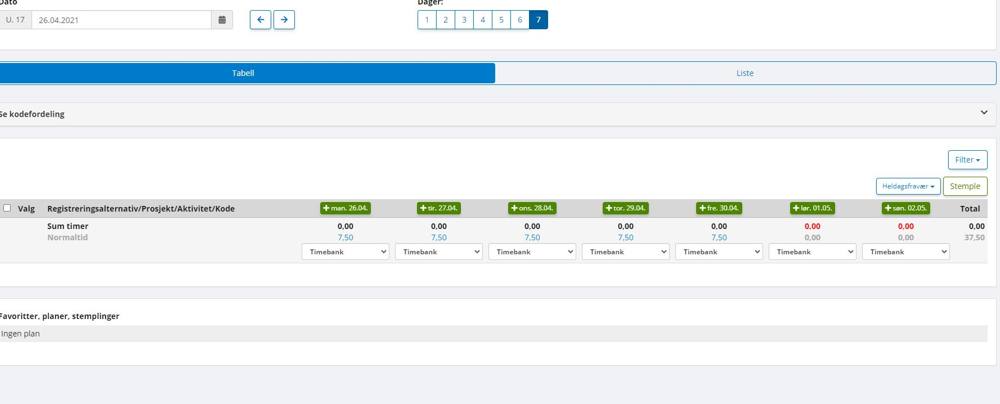 Dato Dager:
U. 17 26.04.2021 1 2 3 4 5 6 7
Tabell Liste
Se kodefordeling
Filter
Heldagsfravær Stemple
Valg Registreringsalternativ/Prosjekt/Aktivitet/Kode + man. 26.04. + tir. 27.04. + ons. 28.04. + tor. 29.04. + fre. 30.04. + lør. 01.05. + søn. 02.05. Total
Sum timer 0,00 0,00 0,00 0,00 0,00 0,00 0,00 0,00
Normaltid 7,50 7,50 7,50 7,50 7,50 0,00 0,00 37,50
Timebank Timebank Timebank Timebank Timebank Timebank Timebank
Favoritter, planer, stemplinger
Ingen plan